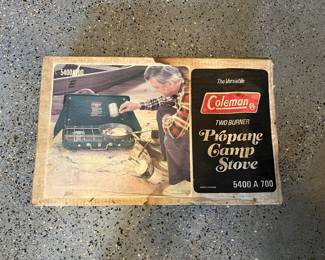 5400A700
The Versatile
Coleman
TWO BURNER
Propane
Camp
Stove
5400 A 700